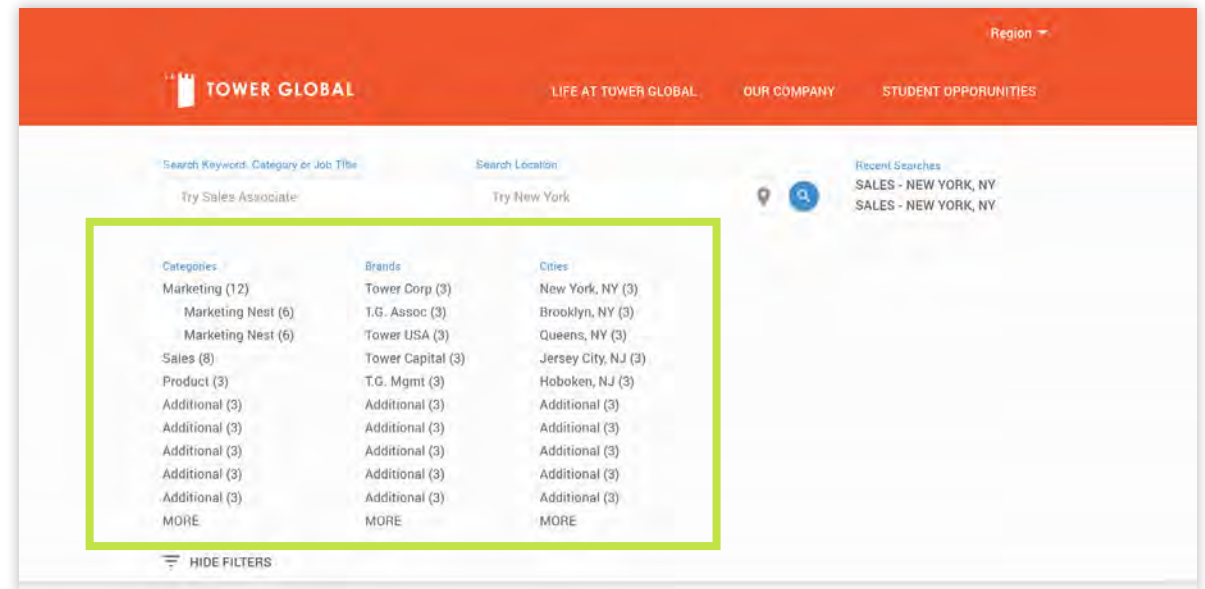 Region
TOWER GLOBAL
LIFE AT TOWER GLOBAL
OUR COMPANY
STUDENT OPPORUNITIES
Search Keyword, Category or Job Title
Search Location
Recent Searches
Try Sales Associate
Try New York
SALES - NEW YORK, NY
SALES - NEW YORK, NY
Categories
Marketing (12)
Marketing Nest (6)
Marketing Nest (6)
Sales (8)
Product (3)
Additional (3)
Additional (3)
Additional (3)
Additional (3)
Additional (3)
MORE
Brands
Tower Corp (3)
T.G. Assoc (3)
Tower USA (3)
Tower Capital (3)
T.G. Mgmt (3)
Additional (3)
Additional (3)
Additional (3)
Additional (3)
Additional (3)
MORE
Cities
New York, NY (3)
Brooklyn, NY (3)
Queens, NY (3)
Jersey City, NJ (3)
Hoboken, NJ (3)
Additional (3)
Additional (3)
Additional (3)
Additional (3)
Additional (3)
MORE
HIDE FILTERS